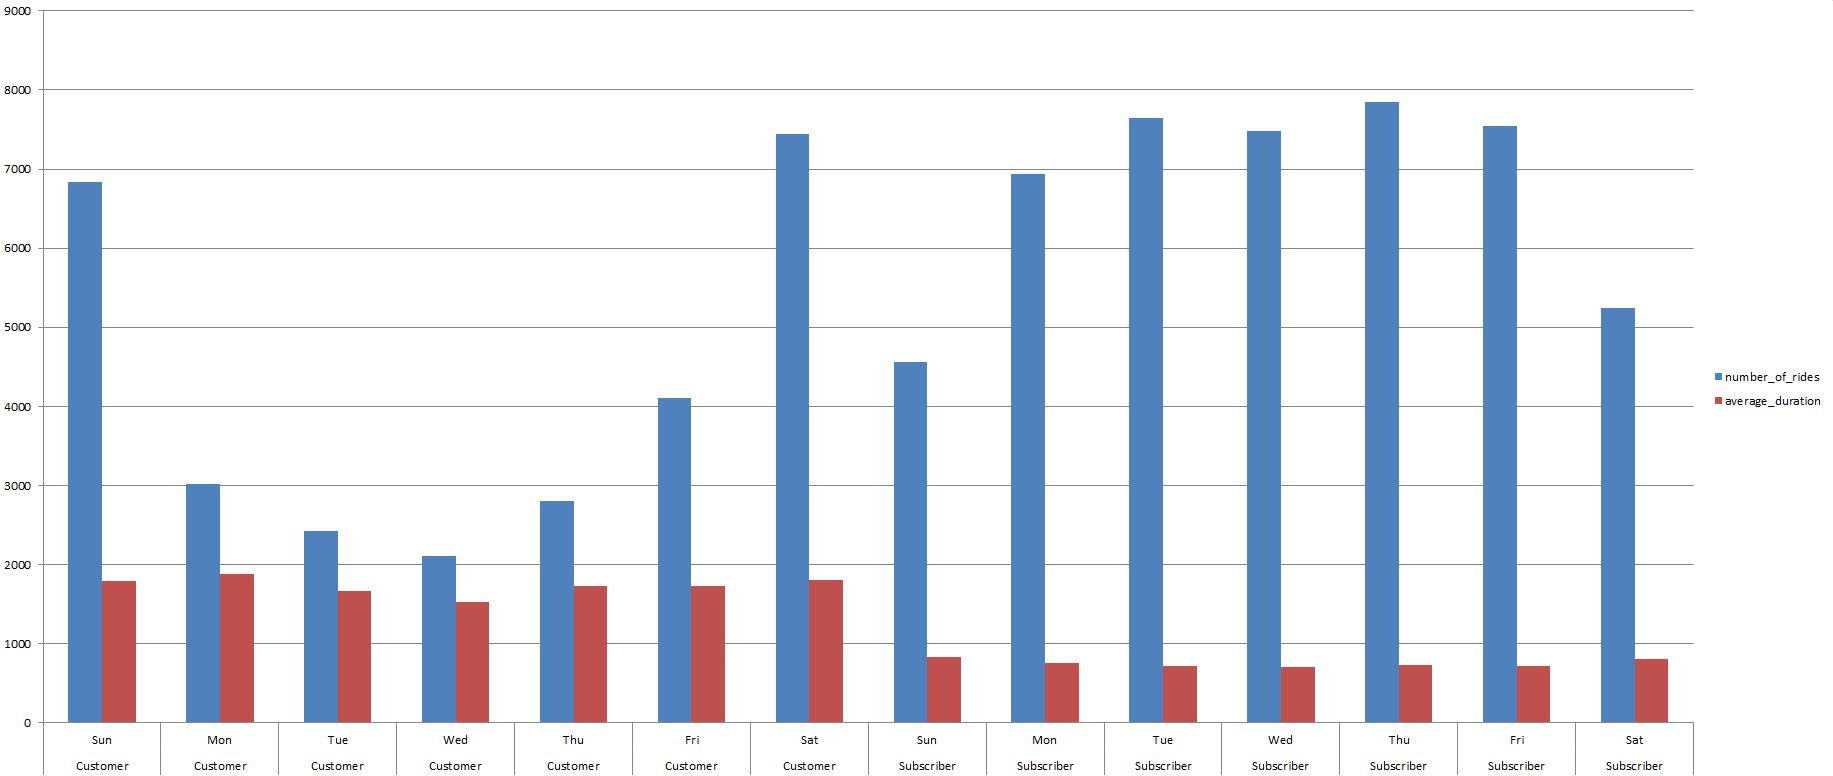 9000
8000
7000
6000
5000
4000
3000
2000
1000
0
Sun Mon Tue Wed Thu Fri Sat Sun Mon Tue Wed Thu Fri Sat
Customer Customer Customer Customer Customer Customer Customer Subscriber Subscriber Subscriber Subscriber Subscriber Subscriber Subscriber
number_of_rides
average_duration